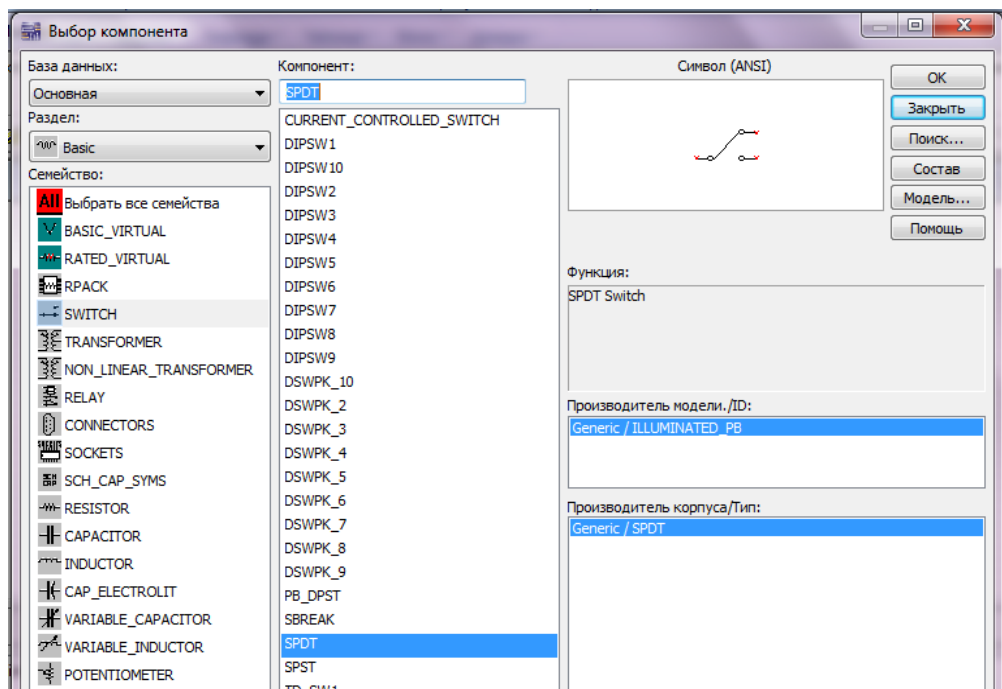 Выбор компонента
База данных:
Основная
Раздел:
Basic
Семейство:
All Выбрать все семейства
BASIC_VIRTUAL
RATED_VIRTUAL
RPACK
SWITCH
TRANSFORMER
NON_LINEAR_TRANSFORMER
RELAY
CONNECTORS
SOCKETS
SCH_CAP_SYMS
RESISTOR
CAPACITOR
INDUCTOR
CAP_ELECTROLIT
VARIABLE_CAPACITOR
VARIABLE_INDUCTOR
POTENTIOMETER
Компонент:
SPDT
CURRENT_CONTROLLED_SWITCH
DIPSW1
DIPSW10
DIPSW2
DIPSW3
DIPSW4
DIPSW5
DIPSW6
DIPSW7
DIPSW8
DIPSW9
DSWPK_10
DSWPK_2
DSWPK_3
DSWPK_4
DSWPK_5
DSWPK_6
DSWPK_7
DSWPK_8
DSWPK_9
PB_DPST
SBREAK
SPDT
SPST
Символ (ANSI)
Функция:
SPDT Switch
Производитель модели./ID:
Generic / ILLUMINATED_PB
Производитель корпуса/Тип:
Generic / SPDT
OK
Закрыть
Поиск...
Состав
Модель...
Помощь